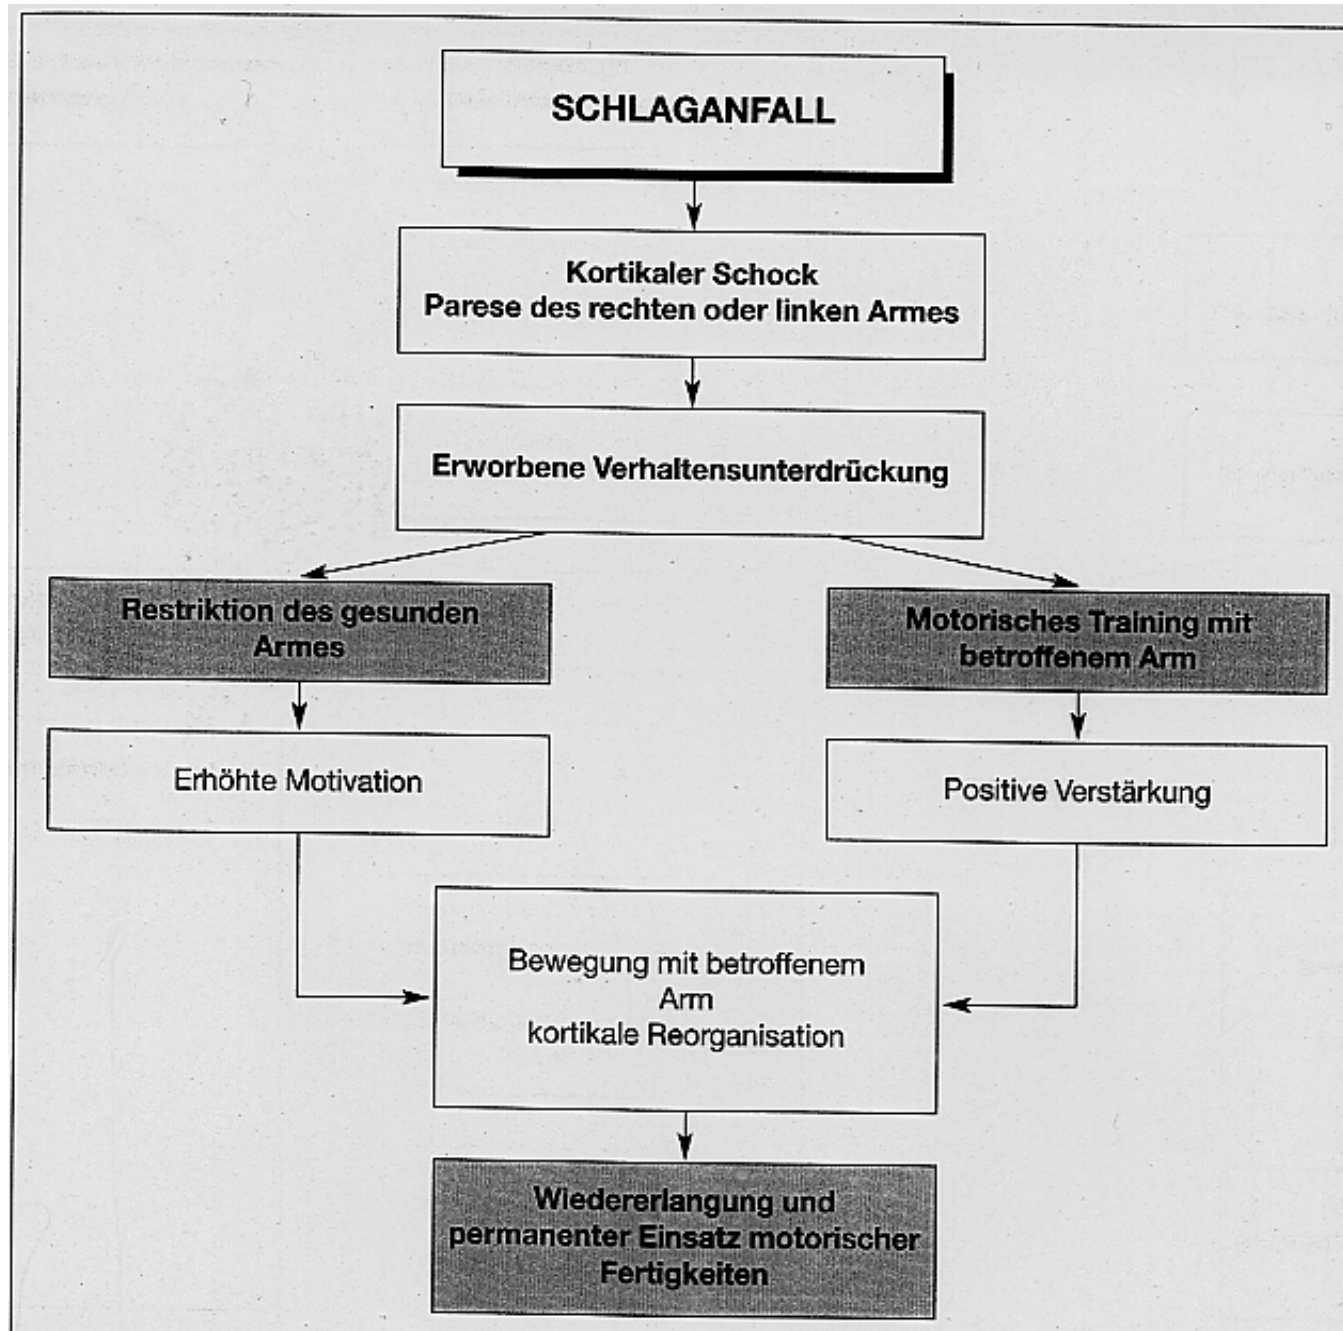 SCHLAGANFALL
Kortikaler Schock
Parese des rechten oder linken Armes
Erworbene Verhaltensunterdrückung
Restriktion des gesunden
Armes
Motorisches Training mit
betroffenem Arm
Erhöhte Motivation
Positive Verstärkung
Bewegung mit betroffenem
Arm
kortikale Reorganisation
Wiedererlangung und
permanenter Einsatz motorischer
Fertigkeiten